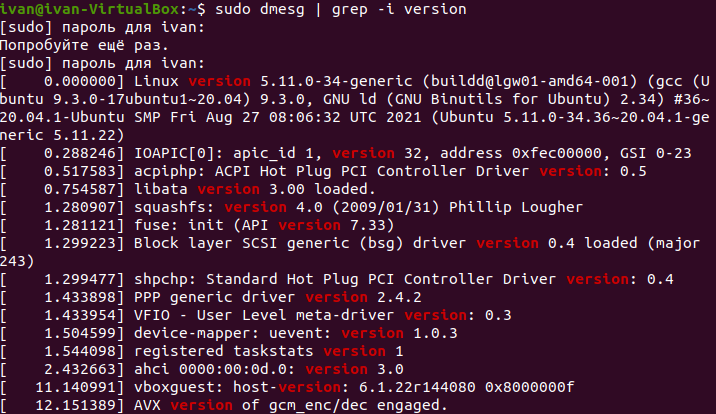 ivan@ivan-VirtualBox:~$ sudo dmesg | grep -i version
[sudo] пароль для ivan:
Попробуйте ещё раз.
[sudo] пароль для ivan:
[    0.000000] Linux version 5.11.0-34-generic (buildd@lgw01-amd64-001) (gcc (U
buntu 9.3.0-17ubuntu1~20.04) 9.3.0, GNU ld (GNU Binutils for Ubuntu) 2.34) #36~
20.04.1-Ubuntu SMP Fri Aug 27 08:06:32 UTC 2021 (Ubuntu 5.11.0-34.36~20.04.1-ge
neric 5.11.22)
[    0.288246] IOAPIC[0]: apic_id 1, version 32, address 0xfec00000, GSI 0-23
[    0.517583] acpiphp: ACPI Hot Plug PCI Controller Driver version: 0.5
[    0.754587] libata version 3.00 loaded.
[    1.280907] squashfs: version 4.0 (2009/01/31) Phillip Lougher
[    1.281121] fuse: init (API version 7.33)
[    1.299223] Block layer SCSI generic (bsg) driver version 0.4 loaded (major
243)
[    1.299477] shpchp: Standard Hot Plug PCI Controller Driver version: 0.4
[    1.433898] PPP generic driver version 2.4.2
[    1.433954] VFIO - User Level meta-driver version: 0.3
[    1.504599] device-mapper: uevent: version 1.0.3
[    1.544098] registered taskstats version 1
[    2.432663] ahci 0000:00:0d.0: version 3.0
[   11.140991] vboxguest: host-version: 6.1.22r144080 0x8000000f
[   12.151389] AVX version of gcm_enc/dec engaged.